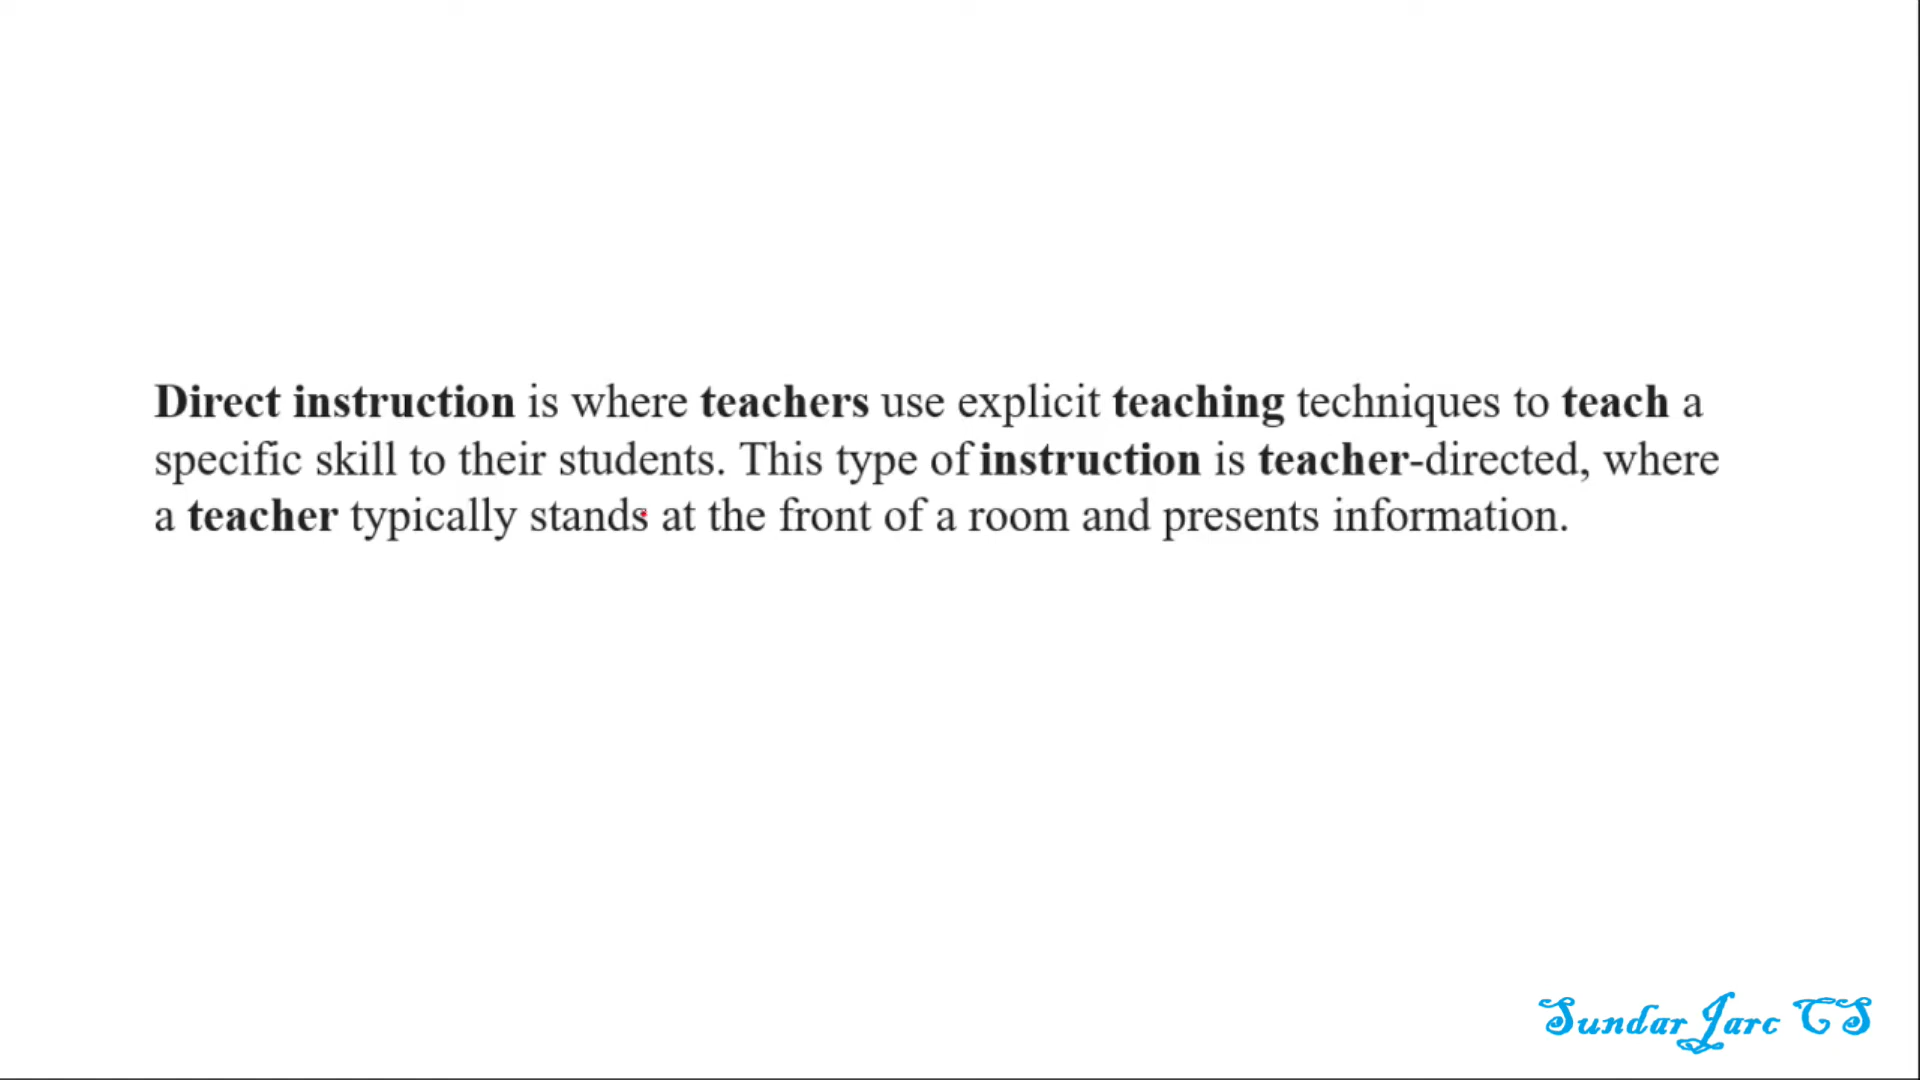 Direct instruction is where teachers use explicit teaching techniques to teach a
specific skill to their students. This type of instruction is teacher-directed, where
a teacher typically stands at the front of a room and presents information.
Sundar Jarc CS